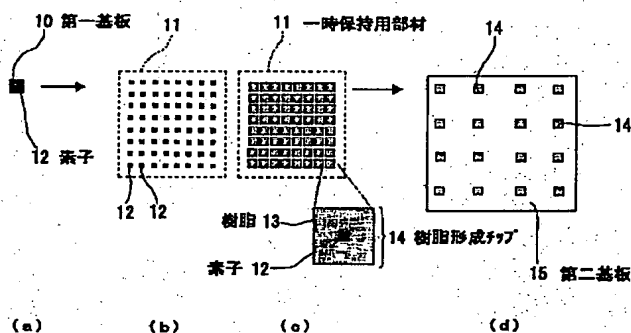 10 第一基板
11
11 一時保持用部材
14
12 素子
12
12
14
樹脂 13
素子 12
14 樹脂形成チップ
15 第二基板
(a)
(b)
(c)
(d)